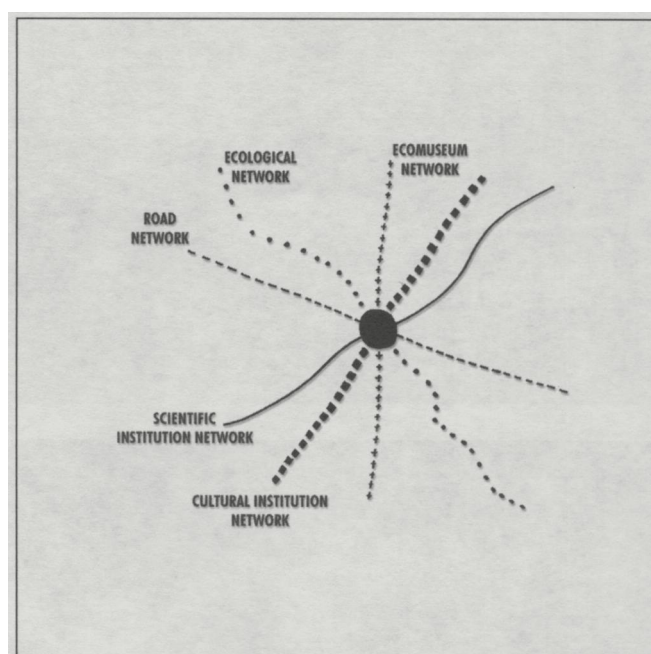 ECOLOGICAL
NETWORK
ECOMUSEUM
NETWORK
ROAD
NETWORK
SCIENTIFIC
INSTITUTION NETWORK
CULTURAL INSTITUTION
NETWORK